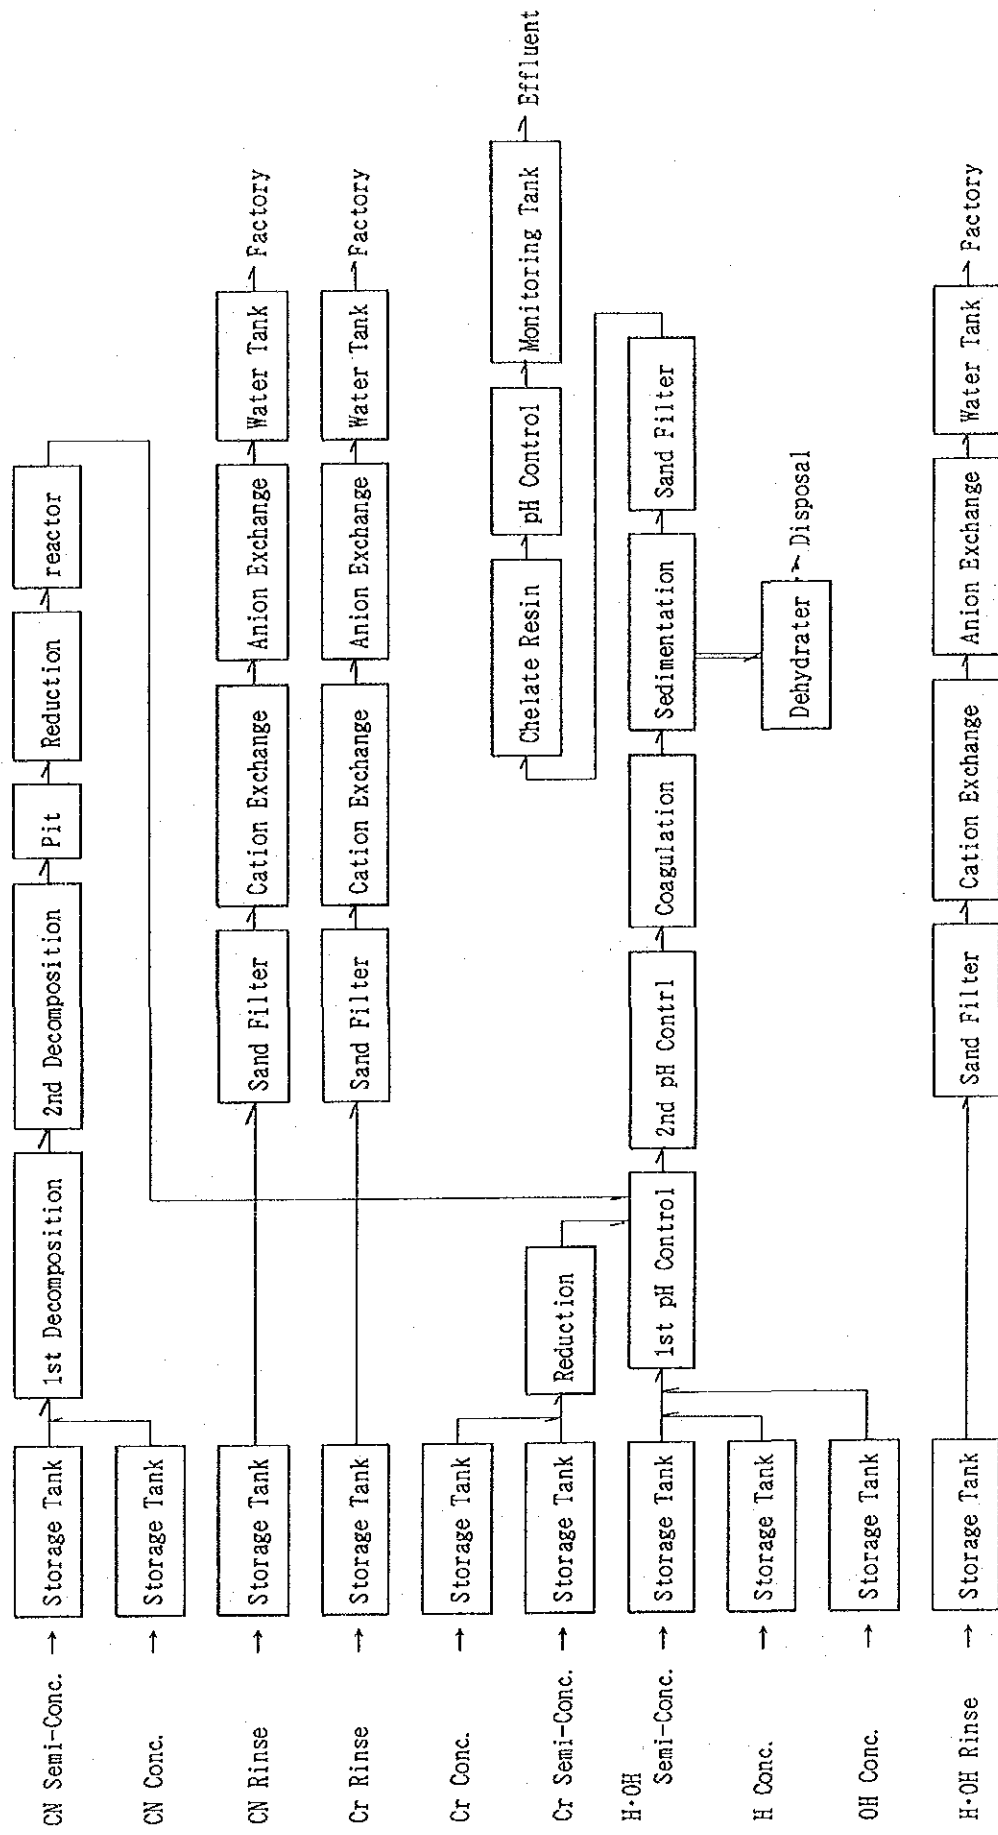 CN Semi-Conc. → Storage Tank
1st Decomposition
2nd Decomposition
Pit
Reduction
reactor
CN Conc. → Storage Tank
CN Rinse → Storage Tank
Sand Filter
Cation Exchange
Anion Exchange
Water Tank
Factory
Cr Rinse → Storage Tank
Sand Filter
Cation Exchange
Anion Exchange
Water Tank
Factory
Cr Conc. → Storage Tank
Chelate Resin
pH Control
Monitoring Tank
Effluent
Cr Semi-Conc. → Storage Tank
Reduction
H·OH
Semi-Conc. → Storage Tank
1st pH Control
2nd pH Contrl
Coagulation
Sedimentation
Sand Filter
H Conc. → Storage Tank
Dehydrater
Disposal
OH Conc. → Storage Tank
H·OH Rinse → Storage Tank
Sand Filter
Cation Exchange
Anion Exchange
Water Tank
Factory